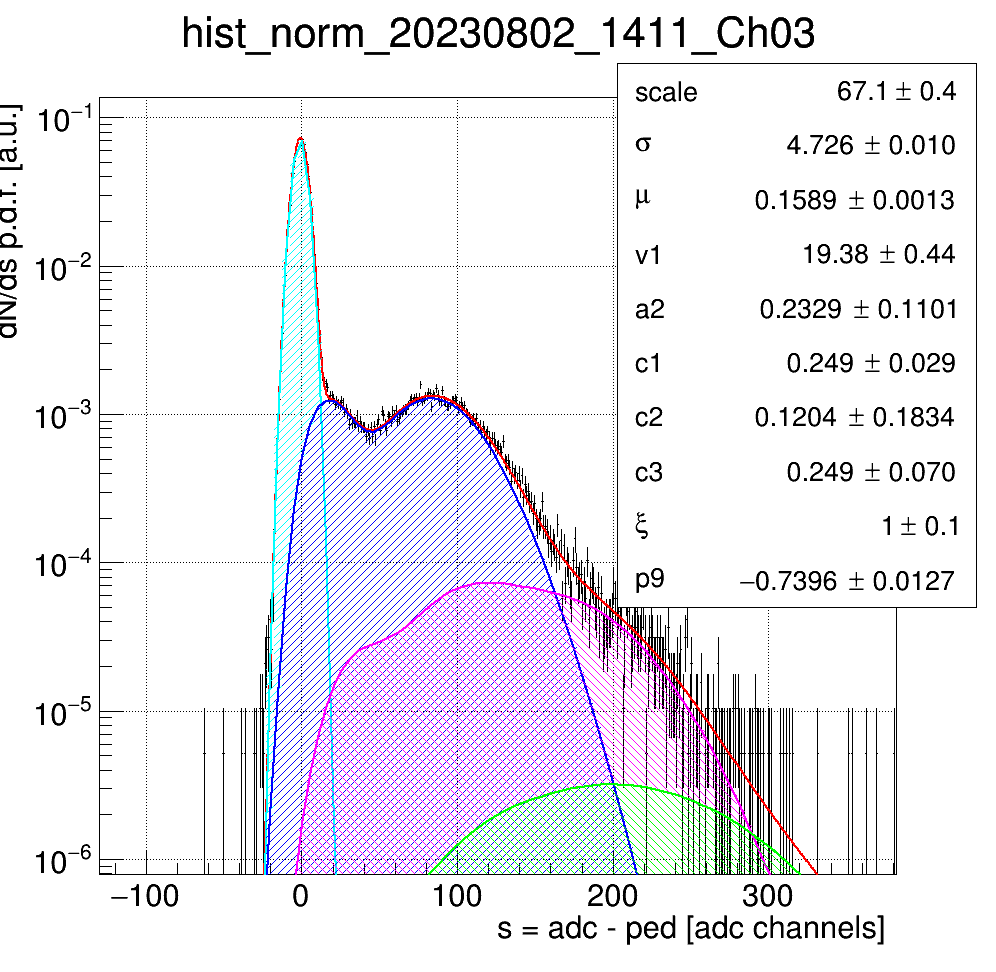 hist_norm_20230802_1411_Ch03
scale 67.1 ± 0.4
σ 4.726 ± 0.010
μ 0.1589 ± 0.0013
v1 19.38 ± 0.44
a2 0.2329 ± 0.1101
c1 0.249 ± 0.029
c2 0.1204 ± 0.1834
c3 0.249 ± 0.070
ξ 1 ± 0.1
p9 −0.7396 ± 0.0127
dN/ds p.d.f. [a.u.]
10⁻¹
10⁻²
10⁻³
10⁻⁴
10⁻⁵
10⁻⁶
−100 0 100 200 300
s = adc - ped [adc channels]